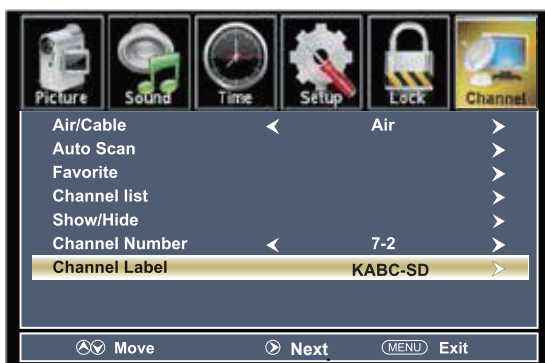 Picture Sound Time Setup Lock Channel
Air/Cable Air
Auto Scan
Favorite
Channel list
Show/Hide
Channel Number 7-2
Channel Label KABC-SD
Move Next MENU Exit